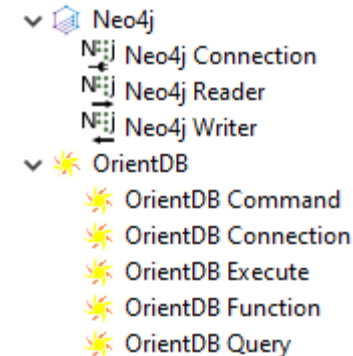 Neo4j
Neo4j Connection
Neo4j Reader
Neo4j Writer
OrientDB
OrientDB Command
OrientDB Connection
OrientDB Execute
OrientDB Function
OrientDB Query